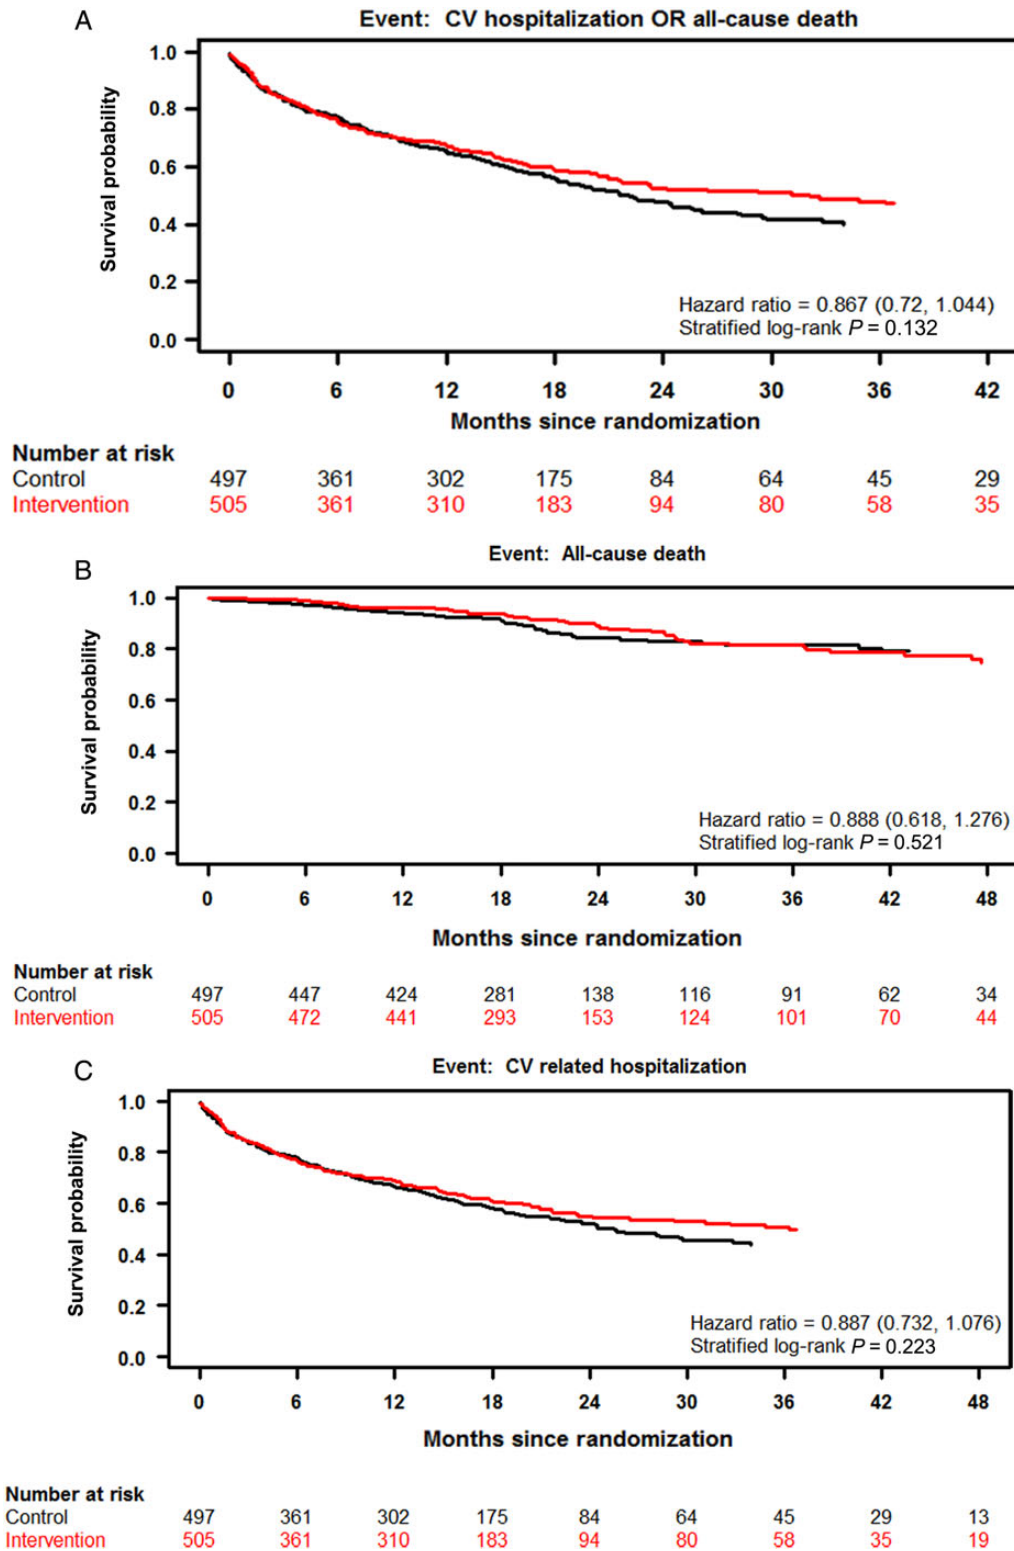 A
Event: CV hospitalization OR all-cause death
Survival probability
1.0
0.8
0.6
0.4
0.2
0.0
Hazard ratio = 0.867 (0.72, 1.044)
Stratified log-rank P = 0.132
0 6 12 18 24 30 36 42
Months since randomization
Number at risk
Control 497 361 302 175 84 64 45 29
Intervention 505 361 310 183 94 80 58 35
B
Event: All-cause death
Survival probability
1.0
0.8
0.6
0.4
0.2
0.0
Hazard ratio = 0.888 (0.618, 1.276)
Stratified log-rank P = 0.521
0 6 12 18 24 30 36 42 48
Months since randomization
Number at risk
Control 497 447 424 281 138 116 91 62 34
Intervention 505 472 441 293 153 124 101 70 44
C
Event: CV related hospitalization
Survival probability
1.0
0.8
0.6
0.4
0.2
0.0
Hazard ratio = 0.887 (0.732, 1.076)
Stratified log-rank P = 0.223
0 6 12 18 24 30 36 42 48
Months since randomization
Number at risk
Control 497 361 302 175 84 64 45 29 13
Intervention 505 361 310 183 94 80 58 35 19